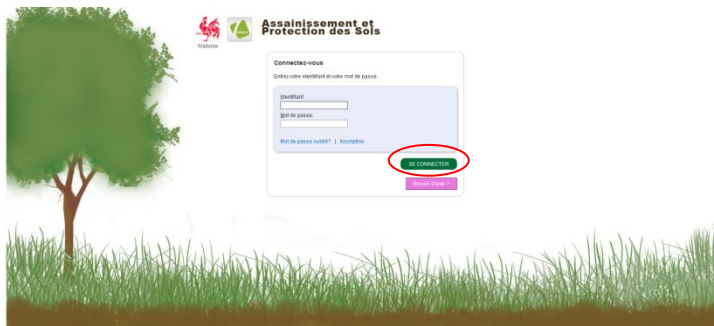 Wallonie
Assainissement et
Protection des Sols
Connectez-vous
Entrez votre identifiant et votre mot de passe.
Identifiant:
Mot de passe:
Mot de passe oublié? | Inscription
SE CONNECTER
Besoin d'aide ?